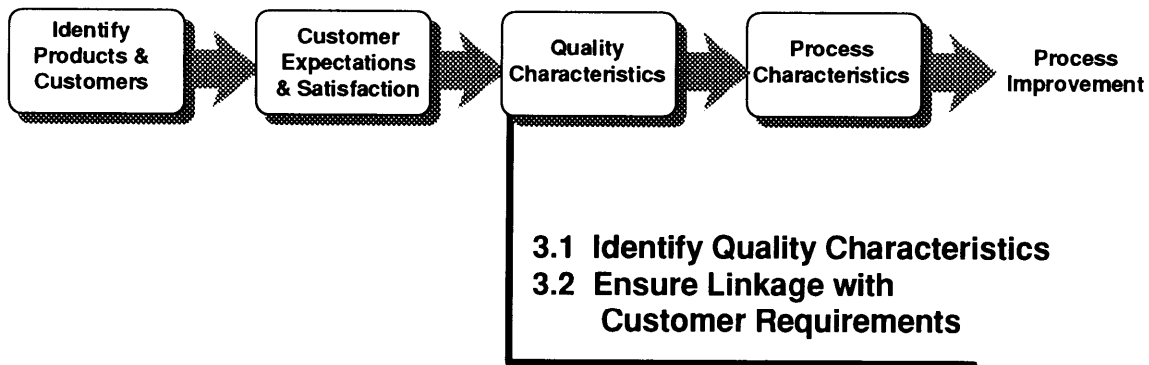 Identify
Products &
Customers
Customer
Expectations
& Satisfaction
Quality
Characteristics
Process
Characteristics
Process
Improvement
3.1 Identify Quality Characteristics
3.2 Ensure Linkage with
Customer Requirements